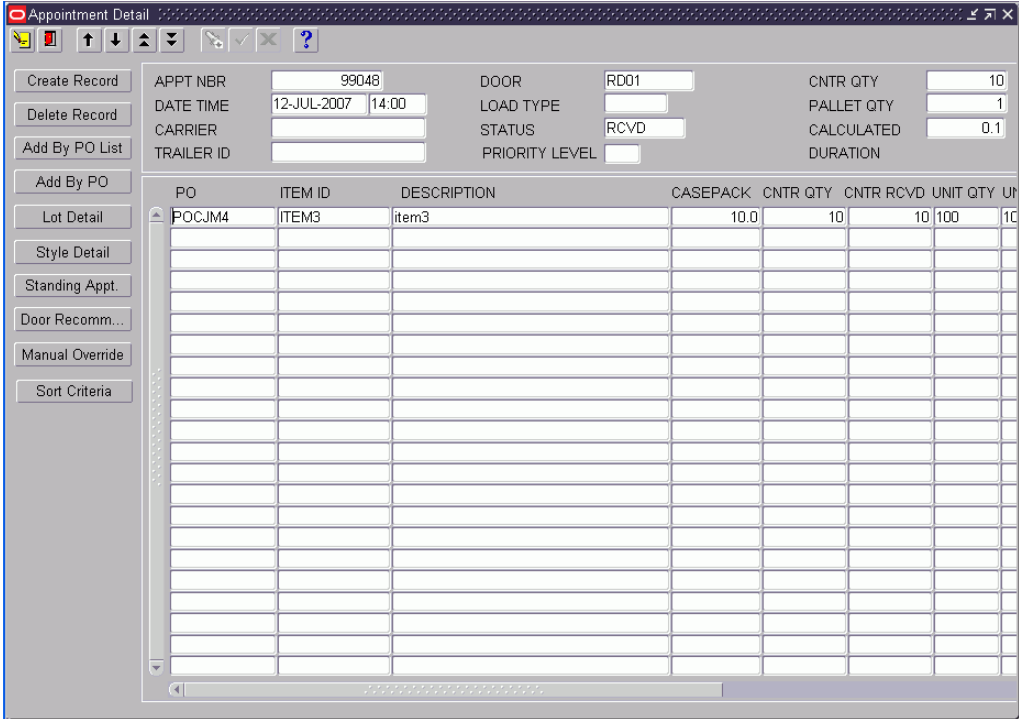 Appointment Detail
Create Record
Delete Record
Add By PO List
Add By PO
Lot Detail
Style Detail
Standing Appt.
Door Recomm...
Manual Override
Sort Criteria
APPT NBR 99048 DOOR RD01 CNTR QTY 10
DATE TIME 12-JUL-2007 14:00 LOAD TYPE PALLET QTY 1
CARRIER STATUS RCVD CALCULATED 0.1
TRAILER ID PRIORITY LEVEL DURATION
PO ITEM ID DESCRIPTION CASEPACK CNTR QTY CNTR RCVD UNIT QTY
POCJM4 ITEM3 item3 10.0 10 10 100